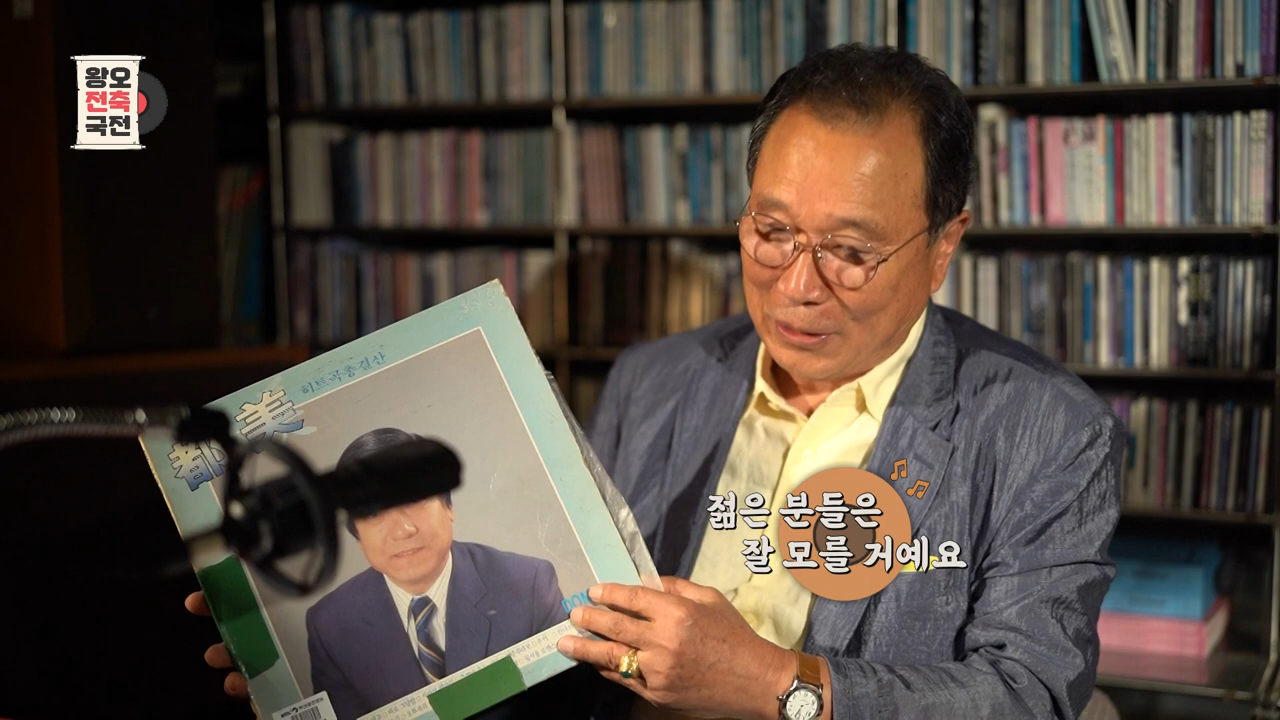 왕오
전축
국전
히트곡총결산
都 美
젊은 분들은
잘 모를 거예요